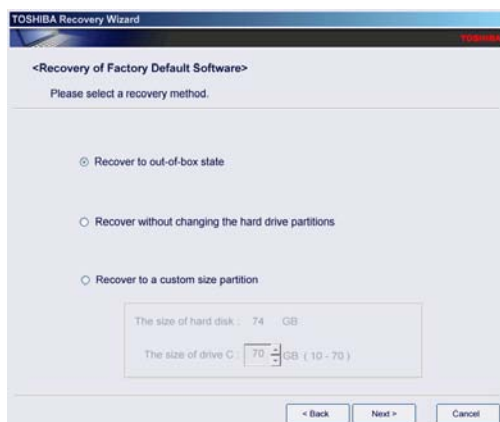 TOSHIBA Recovery Wizard
TOSHIBA
<Recovery of Factory Default Software>
Please select a recovery method.
Recover to out-of-box state
Recover without changing the hard drive partitions
Recover to a custom size partition
The size of hard disk : 74 GB
The size of drive C : 70 GB ( 10 - 70 )
< Back Next > Cancel